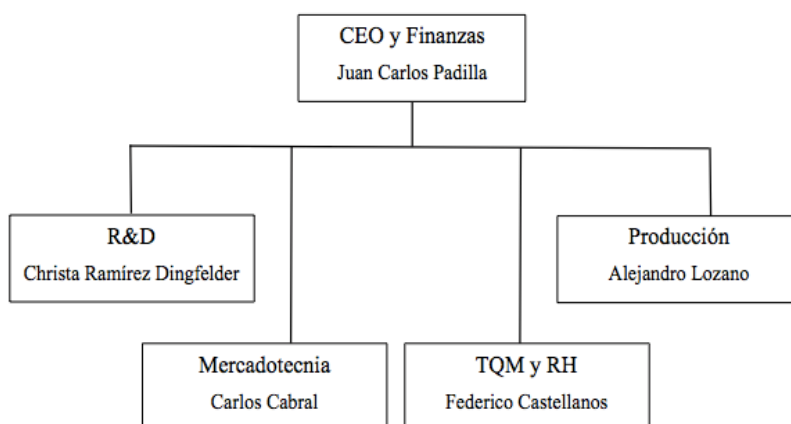 CEO y Finanzas
Juan Carlos Padilla
R&D
Christa Ramírez Dingfelder
Producción
Alejandro Lozano
Mercadotecnia
Carlos Cabral
TQM y RH
Federico Castellanos